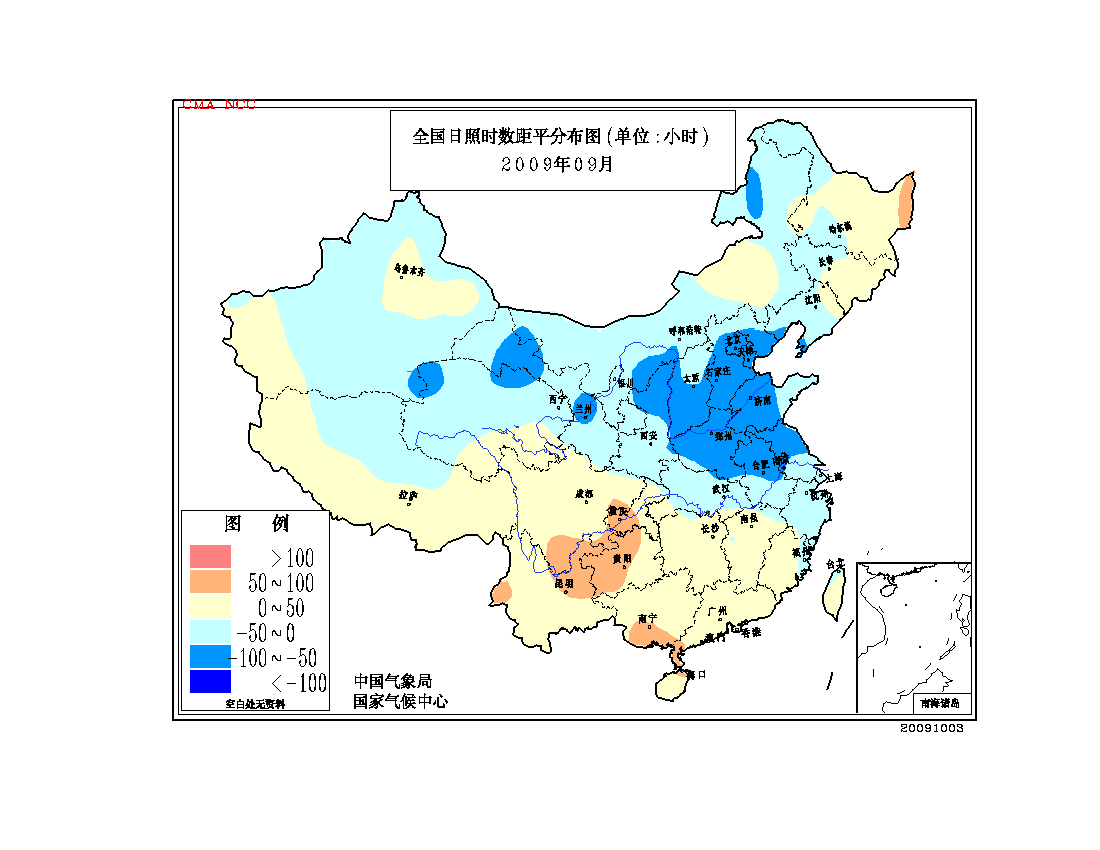 CMA NCC
全国日照时数距平分布图(单位:小时)
2009年09月
哈尔滨
长春
乌鲁木齐
沈阳
呼和浩特
北京
天津
银川
太原
石家庄
西宁
兰州
济南
西安
郑州
合肥
南京
上海
拉萨
成都
武汉
杭州
重庆
长沙
南昌
贵阳
福州
昆明
台北
南宁
广州
澳门
香港
海口
图 例
>100
50~100
0~50
-50~0
-100~-50
<-100
空白处无资料
中国气象局
国家气候中心
南海诸岛
20091003